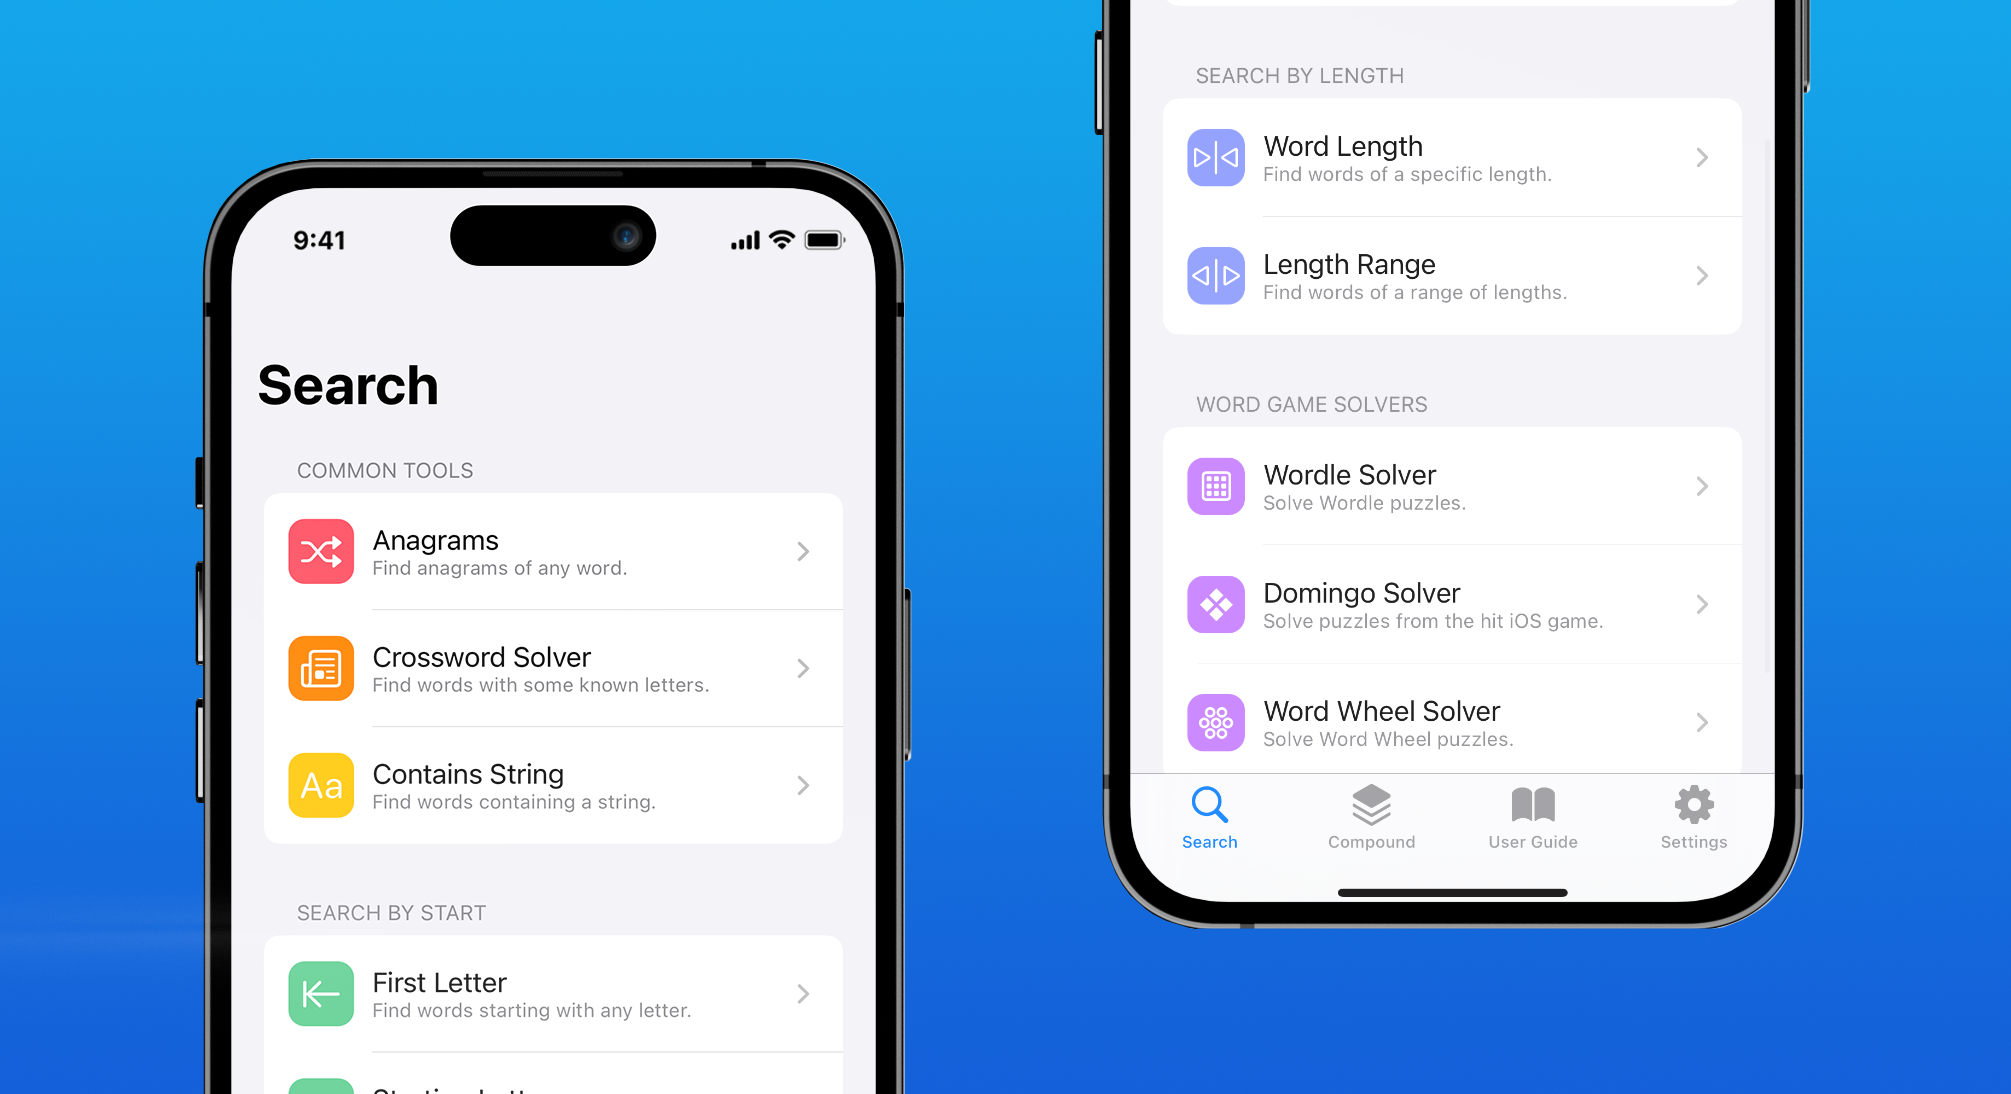 9:41
Search
COMMON TOOLS
Anagrams
Find anagrams of any word.
Crossword Solver
Find words with some known letters.
Aa
Contains String
Find words containing a string.
SEARCH BY START
First Letter
Find words starting with any letter.
SEARCH BY LENGTH
Word Length
Find words of a specific length.
Length Range
Find words of a range of lengths.
WORD GAME SOLVERS
Wordle Solver
Solve Wordle puzzles.
Domingo Solver
Solve puzzles from the hit iOS game.
Word Wheel Solver
Solve Word Wheel puzzles.
Search
Compound
User Guide
Settings